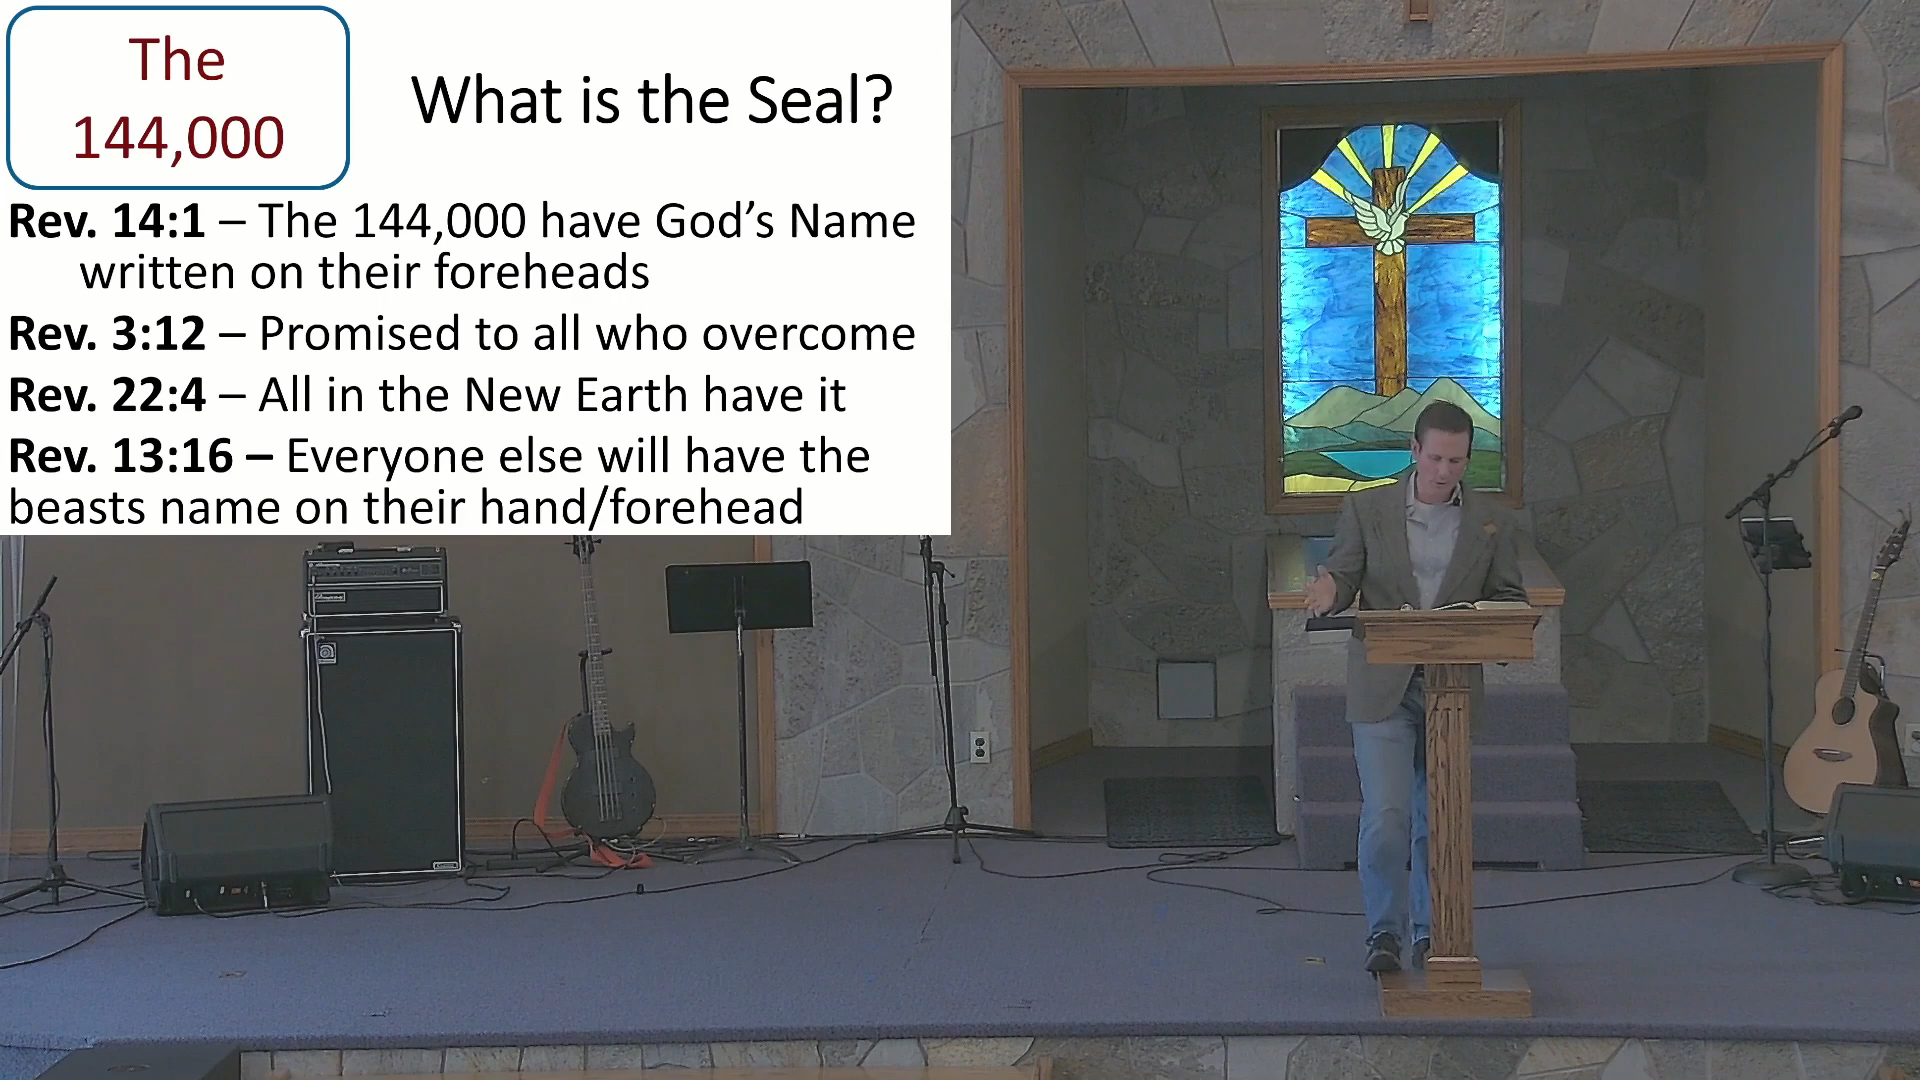 The
144,000
What is the Seal?
Rev. 14:1 – The 144,000 have God’s Name
written on their foreheads
Rev. 3:12 – Promised to all who overcome
Rev. 22:4 – All in the New Earth have it
Rev. 13:16 – Everyone else will have the
beasts name on their hand/forehead